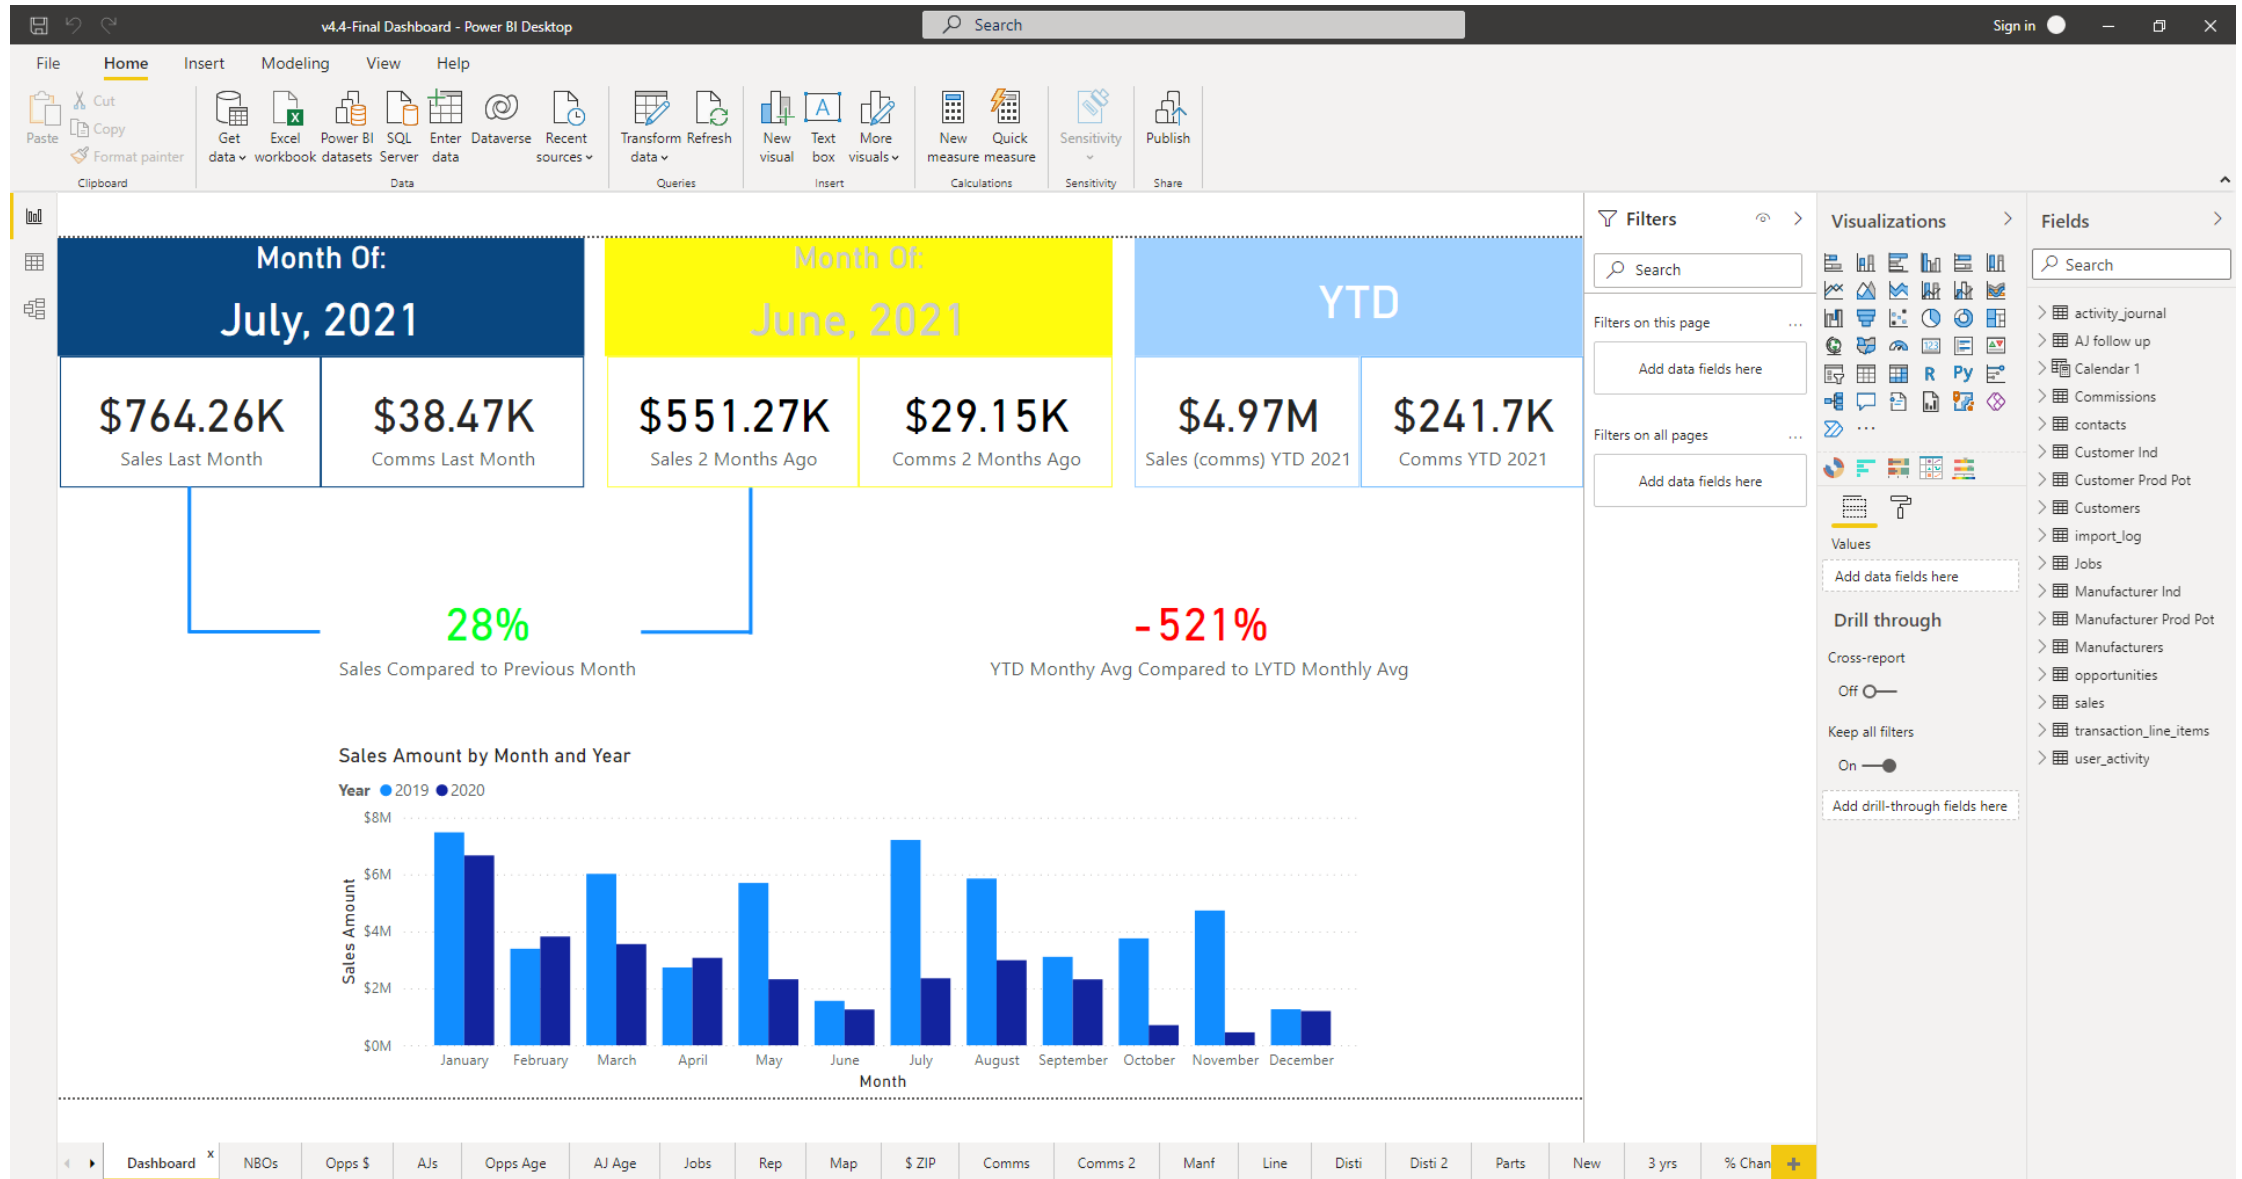 v4.4-Final Dashboard - Power BI Desktop
Search
Sign in
File Home Insert Modeling View Help
Paste
Cut
Copy
Format painter
Clipboard
Get data
Excel workbook
Power BI datasets
SQL Server
Enter data
Dataverse
Recent sources
Data
Transform data
Refresh
Queries
New visual
Text box
More visuals
Insert
New measure
Quick measure
Calculations
Sensitivity
Sensitivity
Publish
Share
Month Of:
July, 2021
$764.26K
Sales Last Month
$38.47K
Comms Last Month
Month Of:
June, 2021
$551.27K
Sales 2 Months Ago
$29.15K
Comms 2 Months Ago
YTD
$4.97M
Sales (comms) YTD 2021
$241.7K
Comms YTD 2021
28%
Sales Compared to Previous Month
-521%
YTD Monthy Avg Compared to LYTD Monthly Avg
Sales Amount by Month and Year
Year 2019 2020
$8M
$6M
$4M
$2M
$0M
Sales Amount
January February March April May June July August September October November December
Month
Filters
Search
Filters on this page ...
Add data fields here
Filters on all pages ...
Add data fields here
Visualizations
123
R Py
...
Values
Add data fields here
Drill through
Cross-report
Off
Keep all filters
On
Add drill-through fields here
Fields
Search
activity_journal
AJ follow up
Calendar 1
Commissions
contacts
Customer Ind
Customer Prod Pot
Customers
import_log
Jobs
Manufacturer Ind
Manufacturer Prod Pot
Manufacturers
opportunities
sales
transaction_line_items
user_activity
Dashboard x NBOs Opps $ AJs Opps Age AJ Age Jobs Rep Map $ ZIP Comms Comms 2 Manf Line Disti Disti 2 Parts New 3 yrs % Chan +